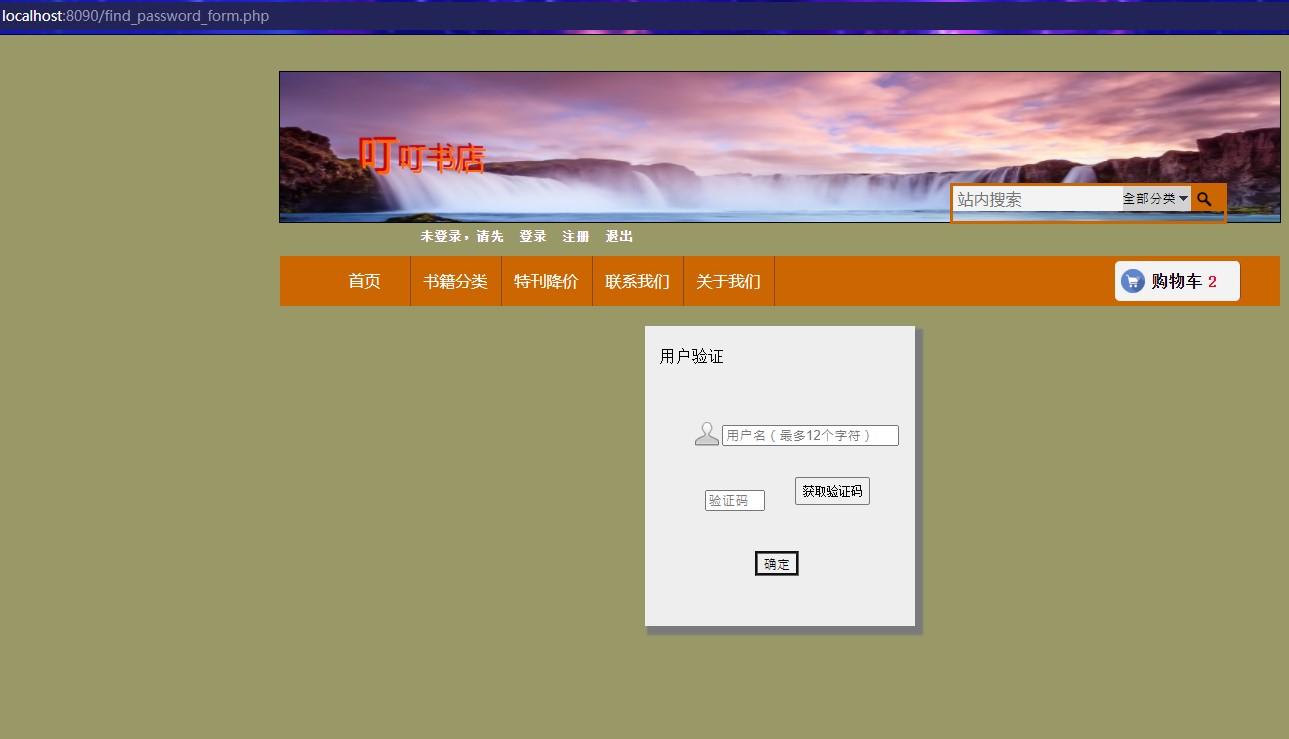 localhost:8090/find_password_form.php
叮叮书店
站内搜索 全部分类
未登录，请先 登录 注册 退出
首页 书籍分类 特刊降价 联系我们 关于我们 购物车 2
用户验证
用户名（最多12个字符）
验证码 获取验证码
确定